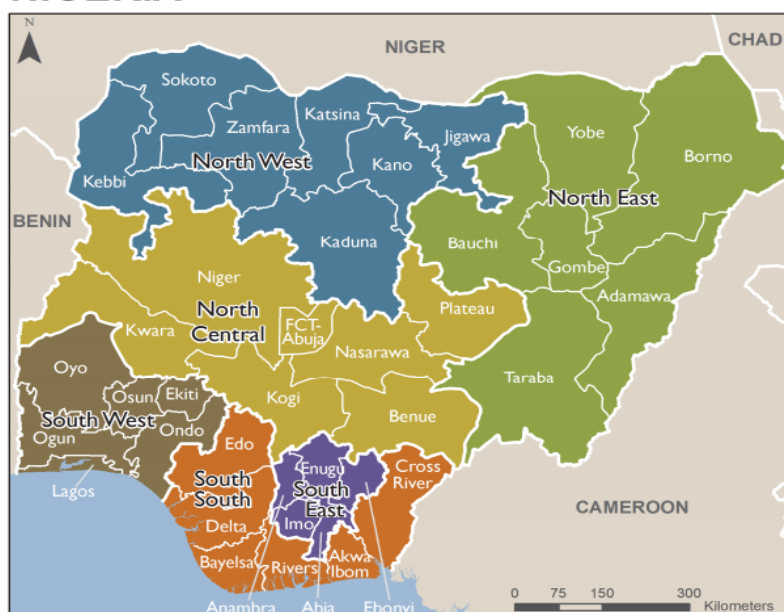 N
NIGER
CHAD
Sokoto
Katsina
Zamfara
Jigawa
Yobe
North West
Kano
Borno
Kebbi
North East
BENIN
Kaduna
Bauchi
Gombe
Niger
Adamawa
North
Central
FCT-
Abuja
Plateau
Kwara
Nasarawa
Oyo
Taraba
Osun
Ekiti
Kogi
South West
Benue
Ogun
Ondo
Edo
Enugu
Cross
River
South
South
South
East
Lagos
CAMEROON
Delta
Imo
Akwa
Ibom
Bayelsa
Rivers
Anambra
Abia
Ebonyi
0 75 150 300
Kilometers